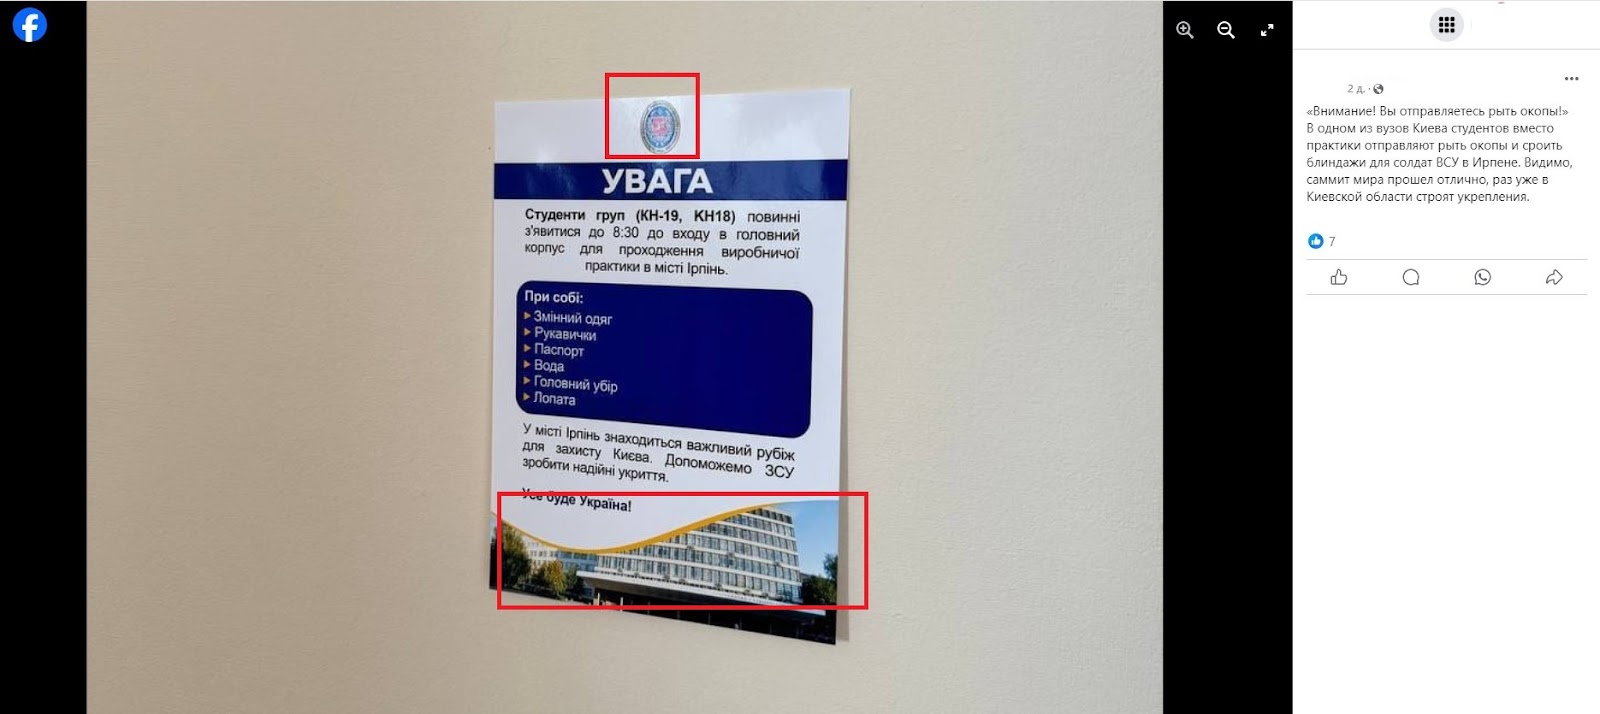 УВАГА
Студенти груп (КН-19, КН18) повинні
з'явитися до 8:30 до входу в головний
корпус для проходження виробничої
практики в місті Ірпінь.
При собі:
Змінний одяг
Рукавички
Паспорт
Вода
Головний убір
Лопата
У місті Ірпінь знаходиться важливий рубіж
для захисту Києва. Допоможемо ЗСУ
зробити надійні укриття.
Усе буде Україна!
2 д. ·
«Внимание! Вы отправляетесь рыть окопы!»
В одном из вузов Киева студентов вместо
практики отправляют рыть окопы и сроить
блиндажи для солдат ВСУ в Ирпене. Видимо,
саммит мира прошел отлично, раз уже в
Киевской области строят укрепления.
7